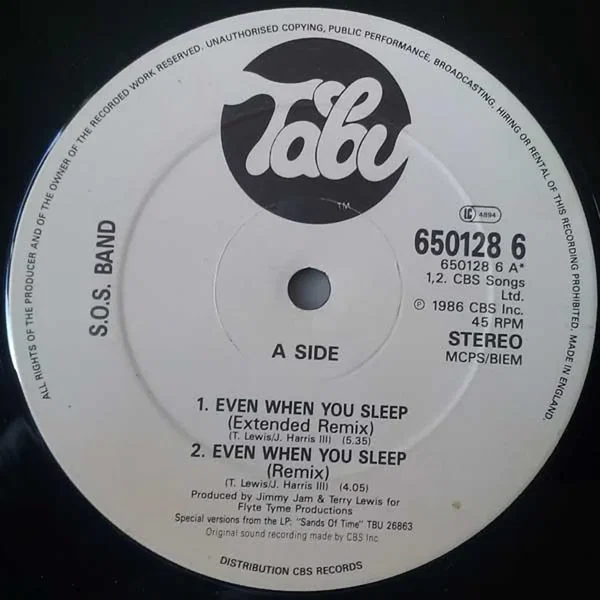 ALL RIGHTS OF THE PRODUCER AND OF THE OWNER OF THE RECORDED WORK RESERVED. UNAUTHORISED COPYING, PUBLIC PERFORMANCE, BROADCASTING, HIRING OR RENTAL OF THIS RECORDING PROHIBITED. MADE IN ENGLAND.
Tabu
TM
S.O.S. BAND
LC 4894
650128 6
650128 6 A*
1,2. CBS Songs
Ltd.
℗ 1986 CBS Inc.
45 RPM
STEREO
MCPS/BIEM
A SIDE
1. EVEN WHEN YOU SLEEP
(Extended Remix)
(T. Lewis/J. Harris III) (5.35)
2. EVEN WHEN YOU SLEEP
(Remix)
(T. Lewis/J. Harris III) (4.05)
Produced by Jimmy Jam & Terry Lewis for
Flyte Tyme Productions
Special versions from the LP: "Sands Of Time" TBU 26863
Original sound recording made by CBS Inc.
DISTRIBUTION CBS RECORDS